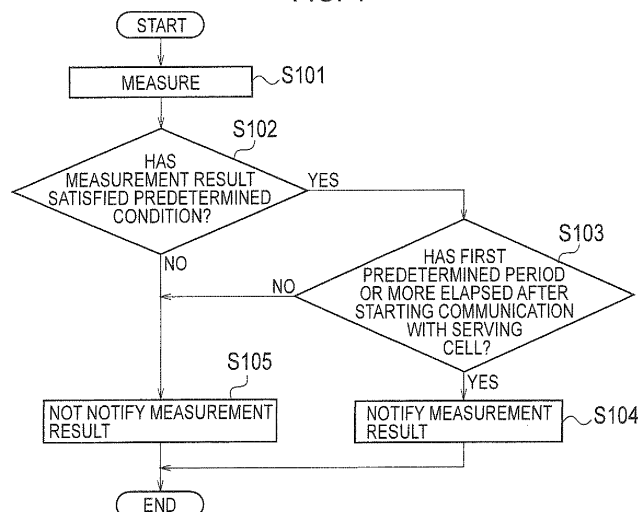 START
MEASURE
S101
S102
HAS
MEASUREMENT RESULT
SATISFIED PREDETERMINED
CONDITION?
YES
NO
S103
HAS FIRST
PREDETERMINED PERIOD
OR MORE ELAPSED AFTER
STARTING COMMUNICATION
WITH SERVING
CELL?
NO
YES
S105
NOT NOTIFY MEASUREMENT
RESULT
NOTIFY MEASUREMENT
RESULT
S104
END